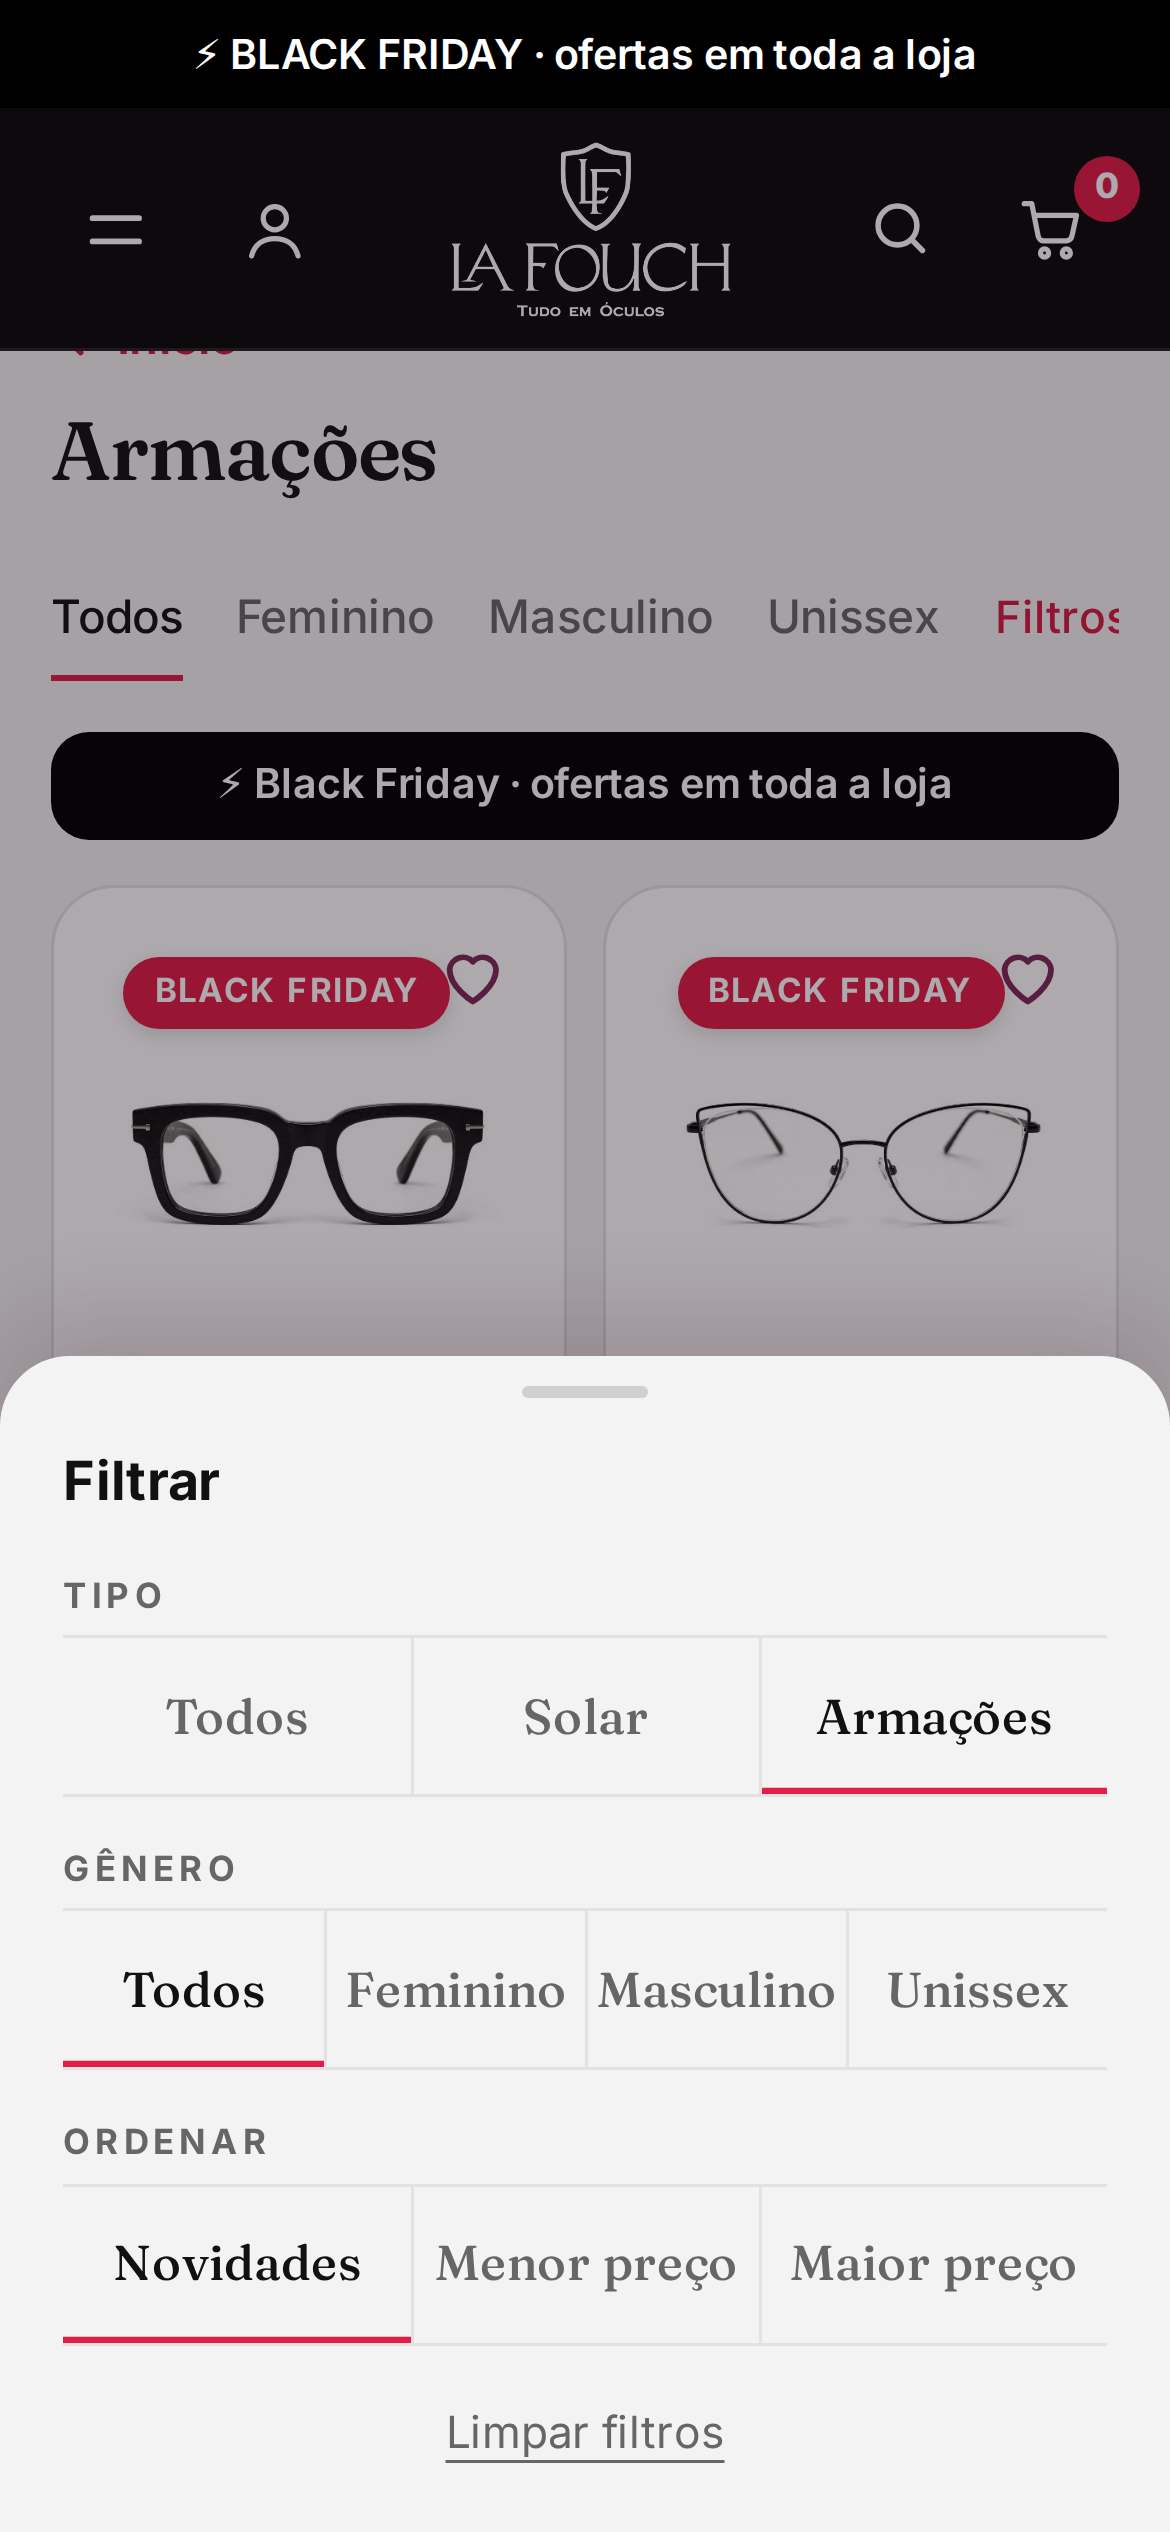 ⚡ BLACK FRIDAY · ofertas em toda a loja
0
LF
LA FOUCH
TUDO EM ÓCULOS
Início
Armações
Todos Feminino Masculino Unissex Filtros
⚡ Black Friday · ofertas em toda a loja
BLACK FRIDAY BLACK FRIDAY
Filtrar
TIPO
Todos Solar Armações
GÊNERO
Todos Feminino Masculino Unissex
ORDENAR
Novidades Menor preço Maior preço
Limpar filtros